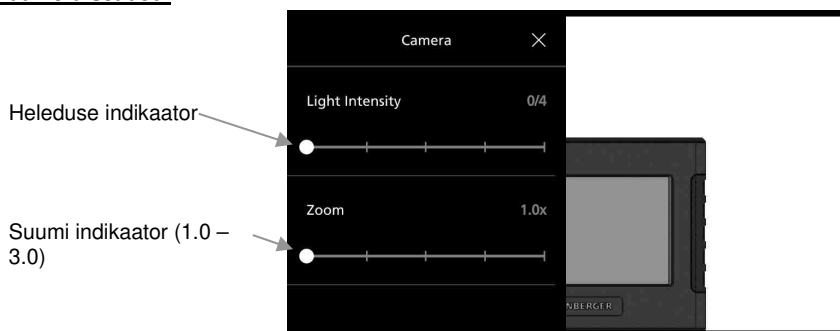 Camera
Light Intensity 0/4
Heleduse indikaator
Zoom 1.0x
Suumi indikaator (1.0 –
3.0)
NBERGER